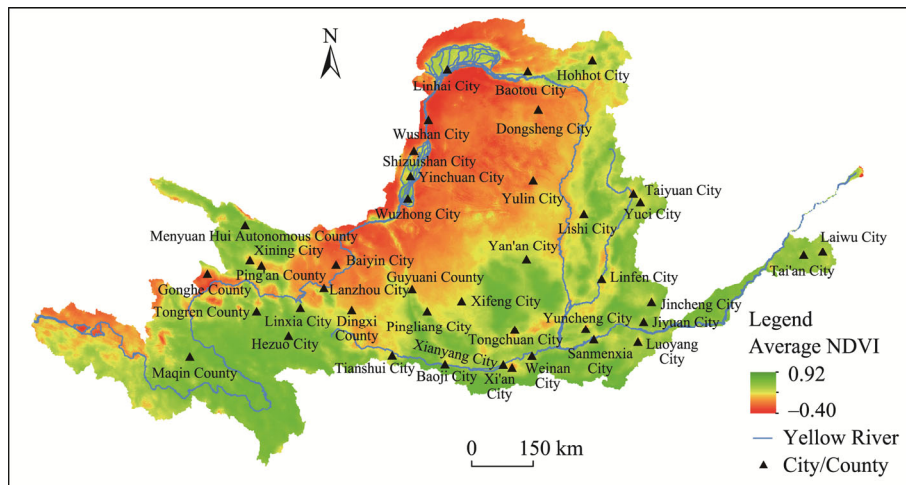 N
Hohhot City
Linhai City
Baotou City
Dongsheng City
Wushan City
Shizuishan City
Yinchuan City
Yulin City
Taiyuan City
Wuzhong City
Yuci City
Lishi City
Menyuan Hui Autonomous County
Xining City
Yan'an City
Laiwu City
Baiyin City
Tai'an City
Ping'an County
Guyuani County
Linfen City
Gonghe County
Lanzhou City
Xifeng City
Jincheng City
Tongren County
Linxia City
Dingxi
County
Pingliang City
Yuncheng City
Jiyuan City
Hezuo City
Tongchuan City
Luoyang
City
Sanmenxia
City
Maqin County
Tianshui City
Xianyang City
Baoji City
Xi'an
City
Weinan
City
Legend
Average NDVI
0.92
–0.40
Yellow River
City/County
0
150 km